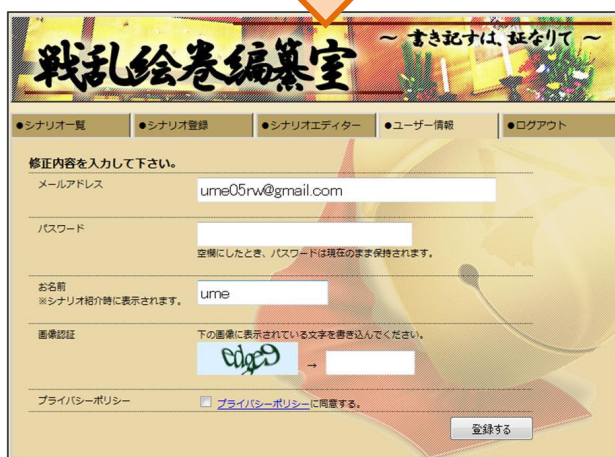 戦乱絵巻編纂室
～ 書き記すは、証なりて ～
●シナリオ一覧
●シナリオ登録
●シナリオエディター
●ユーザー情報
●ログアウト
修正内容を入力して下さい。
メールアドレス
ume05rw@gmail.com
パスワード
空欄にしたとき、パスワードは現在のまま保持されます。
お名前
※シナリオ紹介時に表示されます。
ume
画像認証
下の画像に表示されている文字を書き込んでください。
edge9
→
プライバシーポリシー
プライバシーポリシーに同意する。
登録する